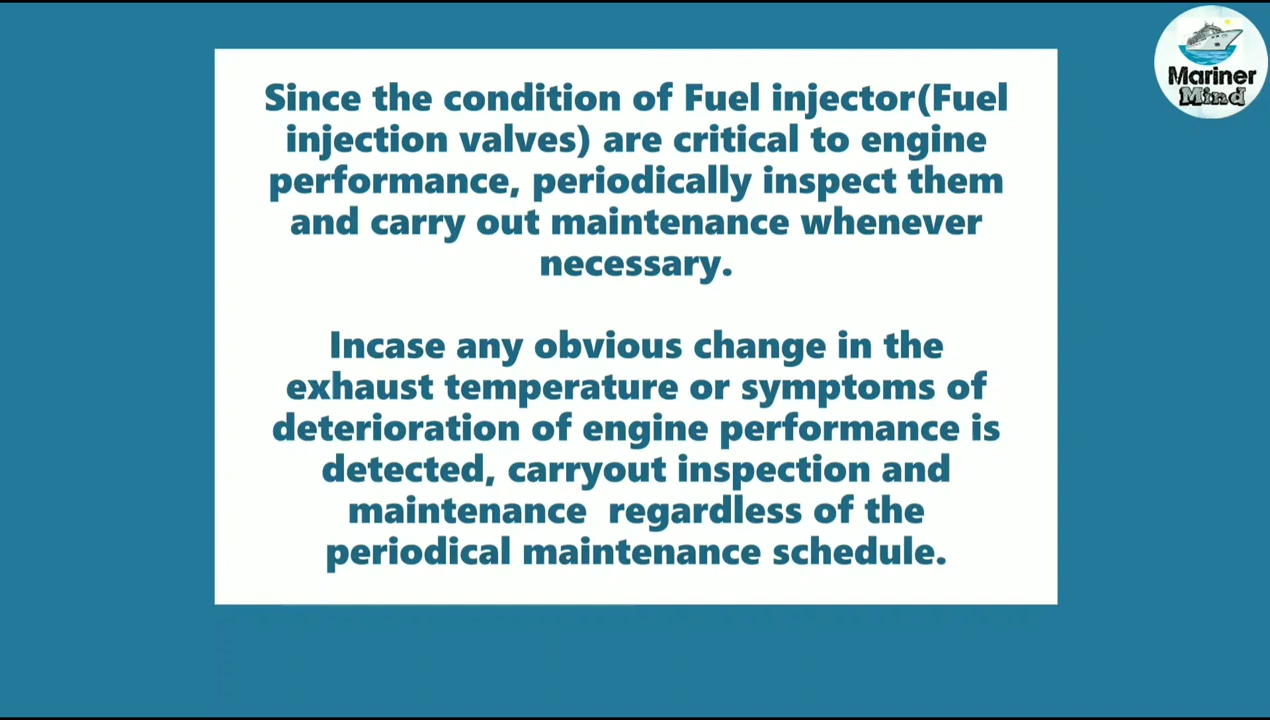 Mariner
Mind
Since the condition of Fuel injector(Fuel
injection valves) are critical to engine
performance, periodically inspect them
and carry out maintenance whenever
necessary.
Incase any obvious change in the
exhaust temperature or symptoms of
deterioration of engine performance is
detected, carryout inspection and
maintenance  regardless of the
periodical maintenance schedule.